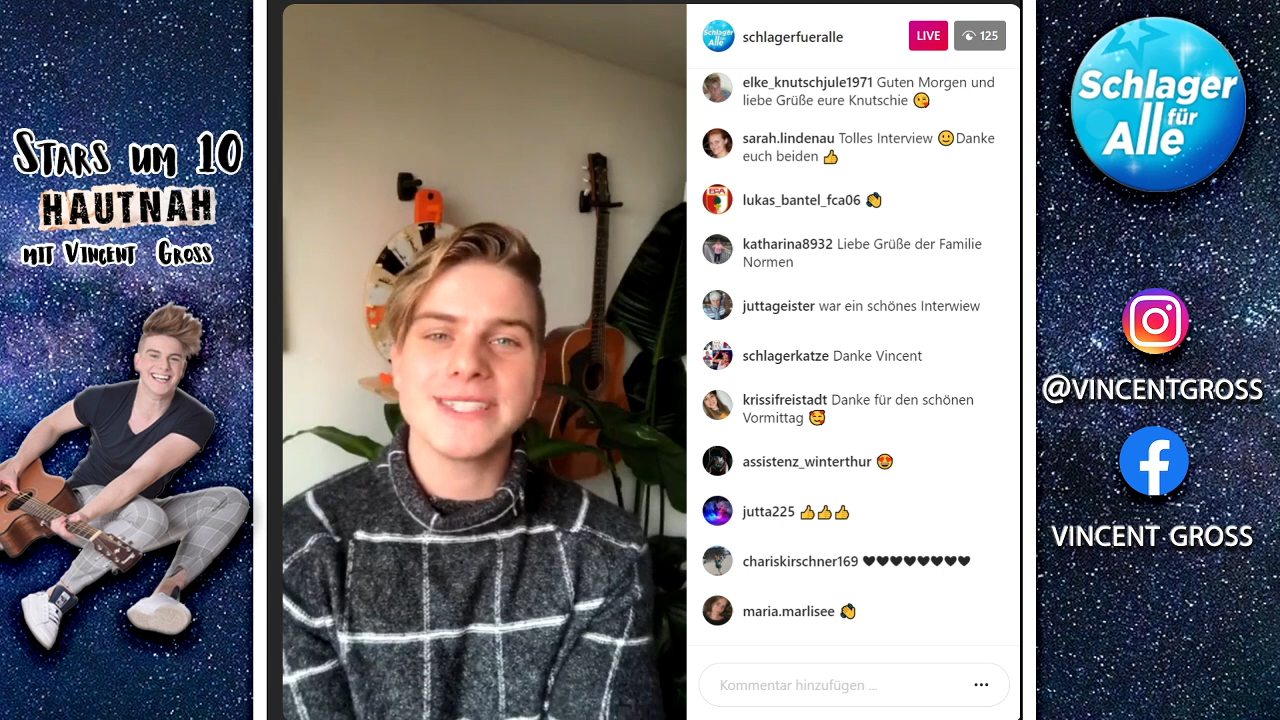 Stars um 10
HAUTNAH
mit Vincent Gross
schlagerfueralle
LIVE
125
elke_knutschjule1971 Guten Morgen und
liebe Grüße eure Knutschie 😘
sarah.lindenau Tolles Interview 🙂Danke
euch beiden 👍
lukas_bantel_fca06 👏
katharina8932 Liebe Grüße der Familie
Normen
juttageister war ein schönes Interwiew
schlagerkatze Danke Vincent
krissifreistadt Danke für den schönen
Vormittag 🥰
assistenz_winterthur 😍
jutta225 👍👍👍
chariskirschner169 ♥♥♥♥♥♥♥♥
maria.marlisee 👏
Kommentar hinzufügen ...
Schlager
für
Alle
@VINCENTGROSS
VINCENT GROSS